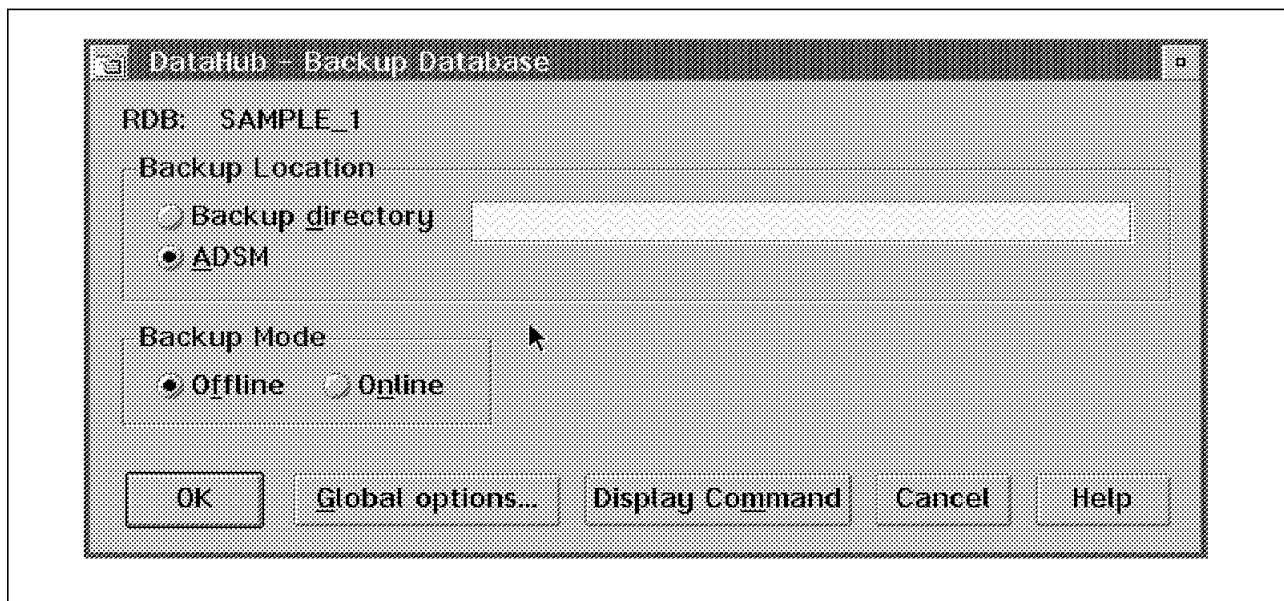 DataHub - Backup Database
RDB: SAMPLE_1
Backup Location
Backup directory
ADSM
Backup Mode
Offline Online
OK Global options... Display Command Cancel Help